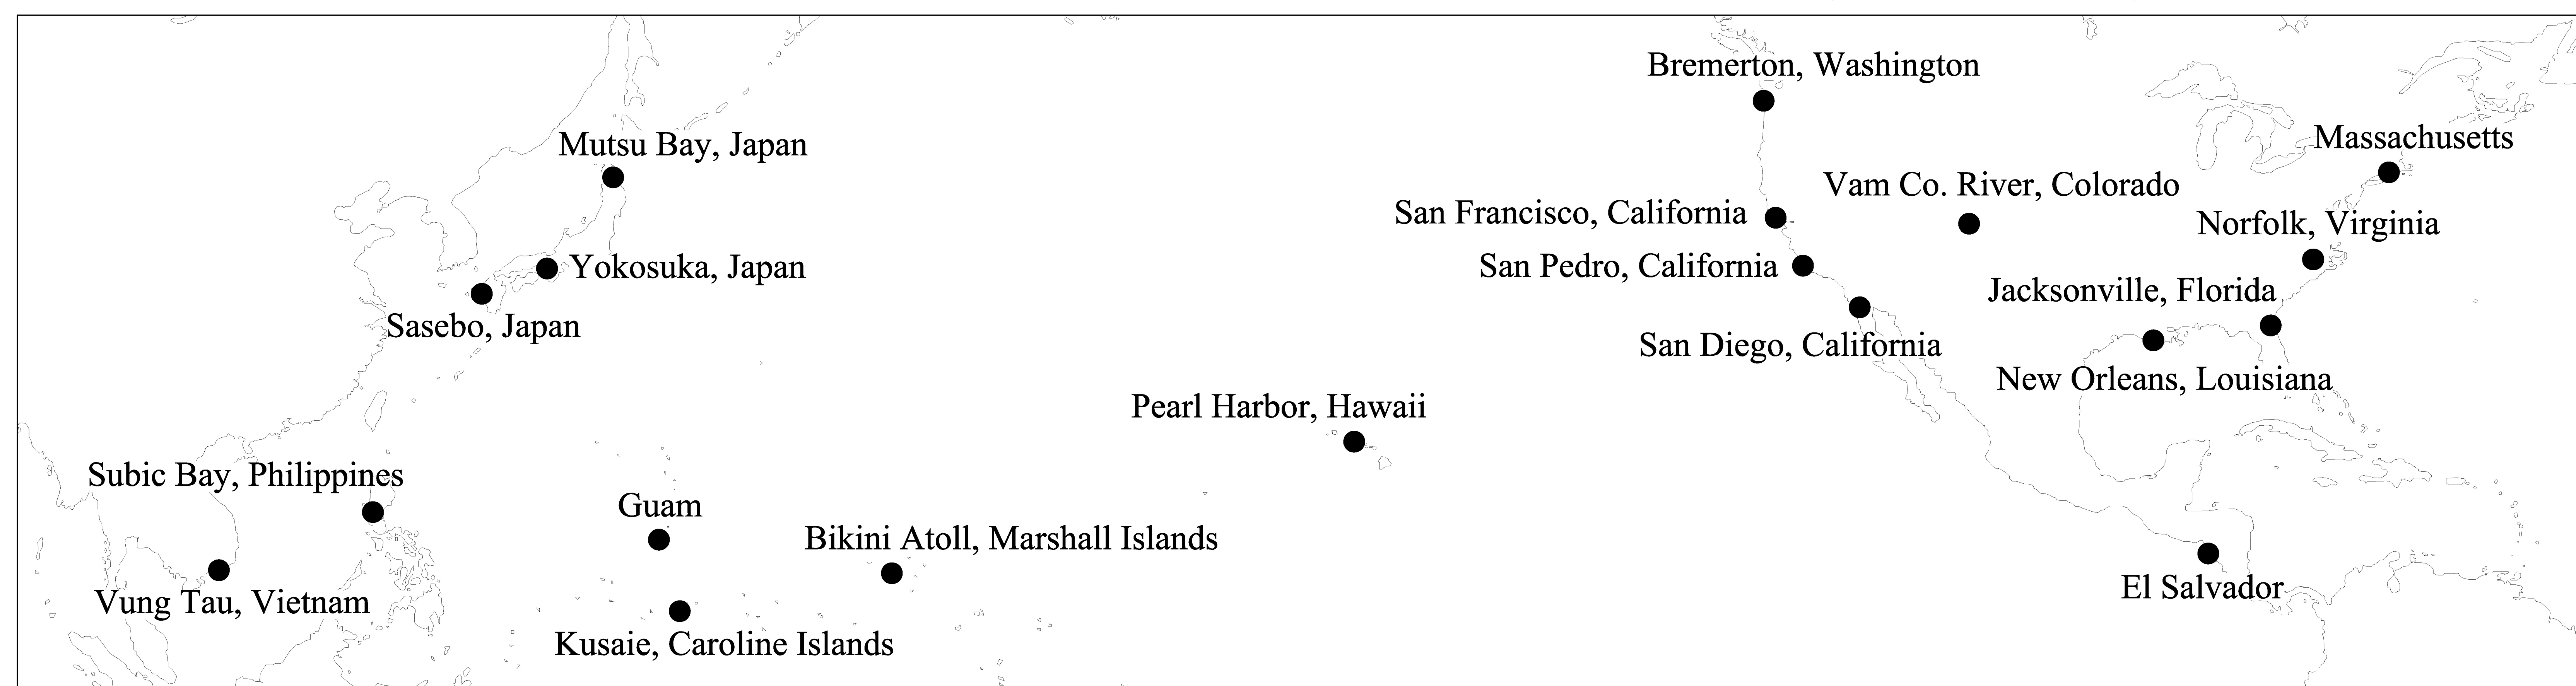 Bremerton, Washington
Massachusetts
Mutsu Bay, Japan
Vam Co. River, Colorado
San Francisco, California
Norfolk, Virginia
Yokosuka, Japan
San Pedro, California
Jacksonville, Florida
Sasebo, Japan
San Diego, California
New Orleans, Louisiana
Pearl Harbor, Hawaii
Subic Bay, Philippines
Guam
Bikini Atoll, Marshall Islands
El Salvador
Vung Tau, Vietnam
Kusaie, Caroline Islands